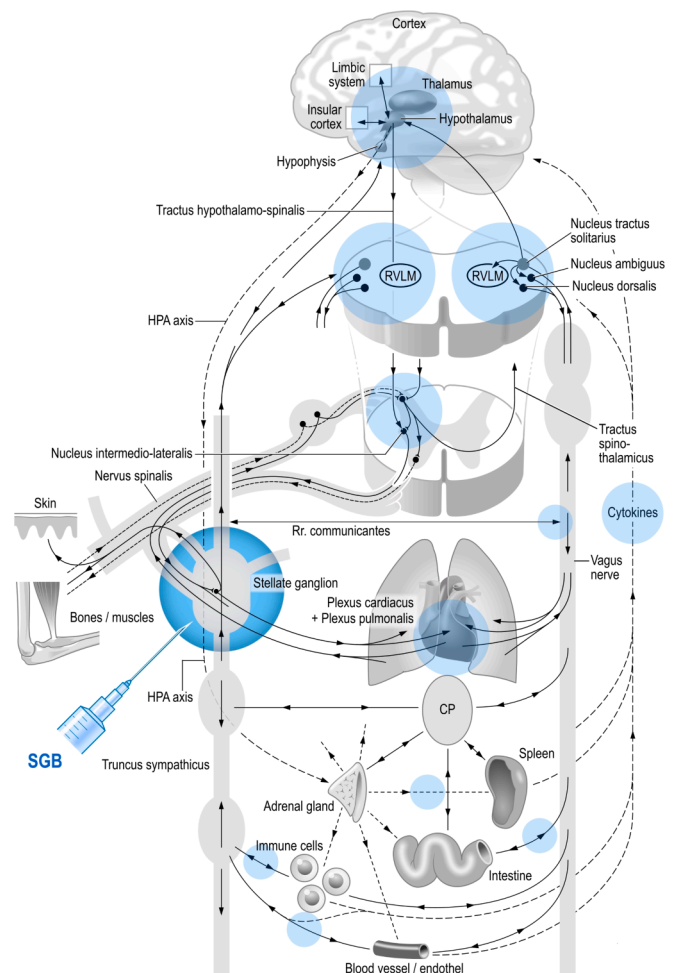 Cortex
Limbic
system
Thalamus
Insular
cortex
Hypothalamus
Hypophysis
Tractus hypothalamo-spinalis
Nucleus tractus
solitarius
RVLM
RVLM
Nucleus ambiguus
Nucleus dorsalis
HPA axis
Tractus
spino-
thalamicus
Nucleus intermedio-lateralis
Nervus spinalis
Skin
Cytokines
Rr. communicantes
Vagus
nerve
Stellate ganglion
Plexus cardiacus
+ Plexus pulmonalis
Bones / muscles
HPA axis
CP
SGB
Truncus sympathicus
Spleen
Adrenal gland
Immune cells
Intestine
Blood vessel / endothel